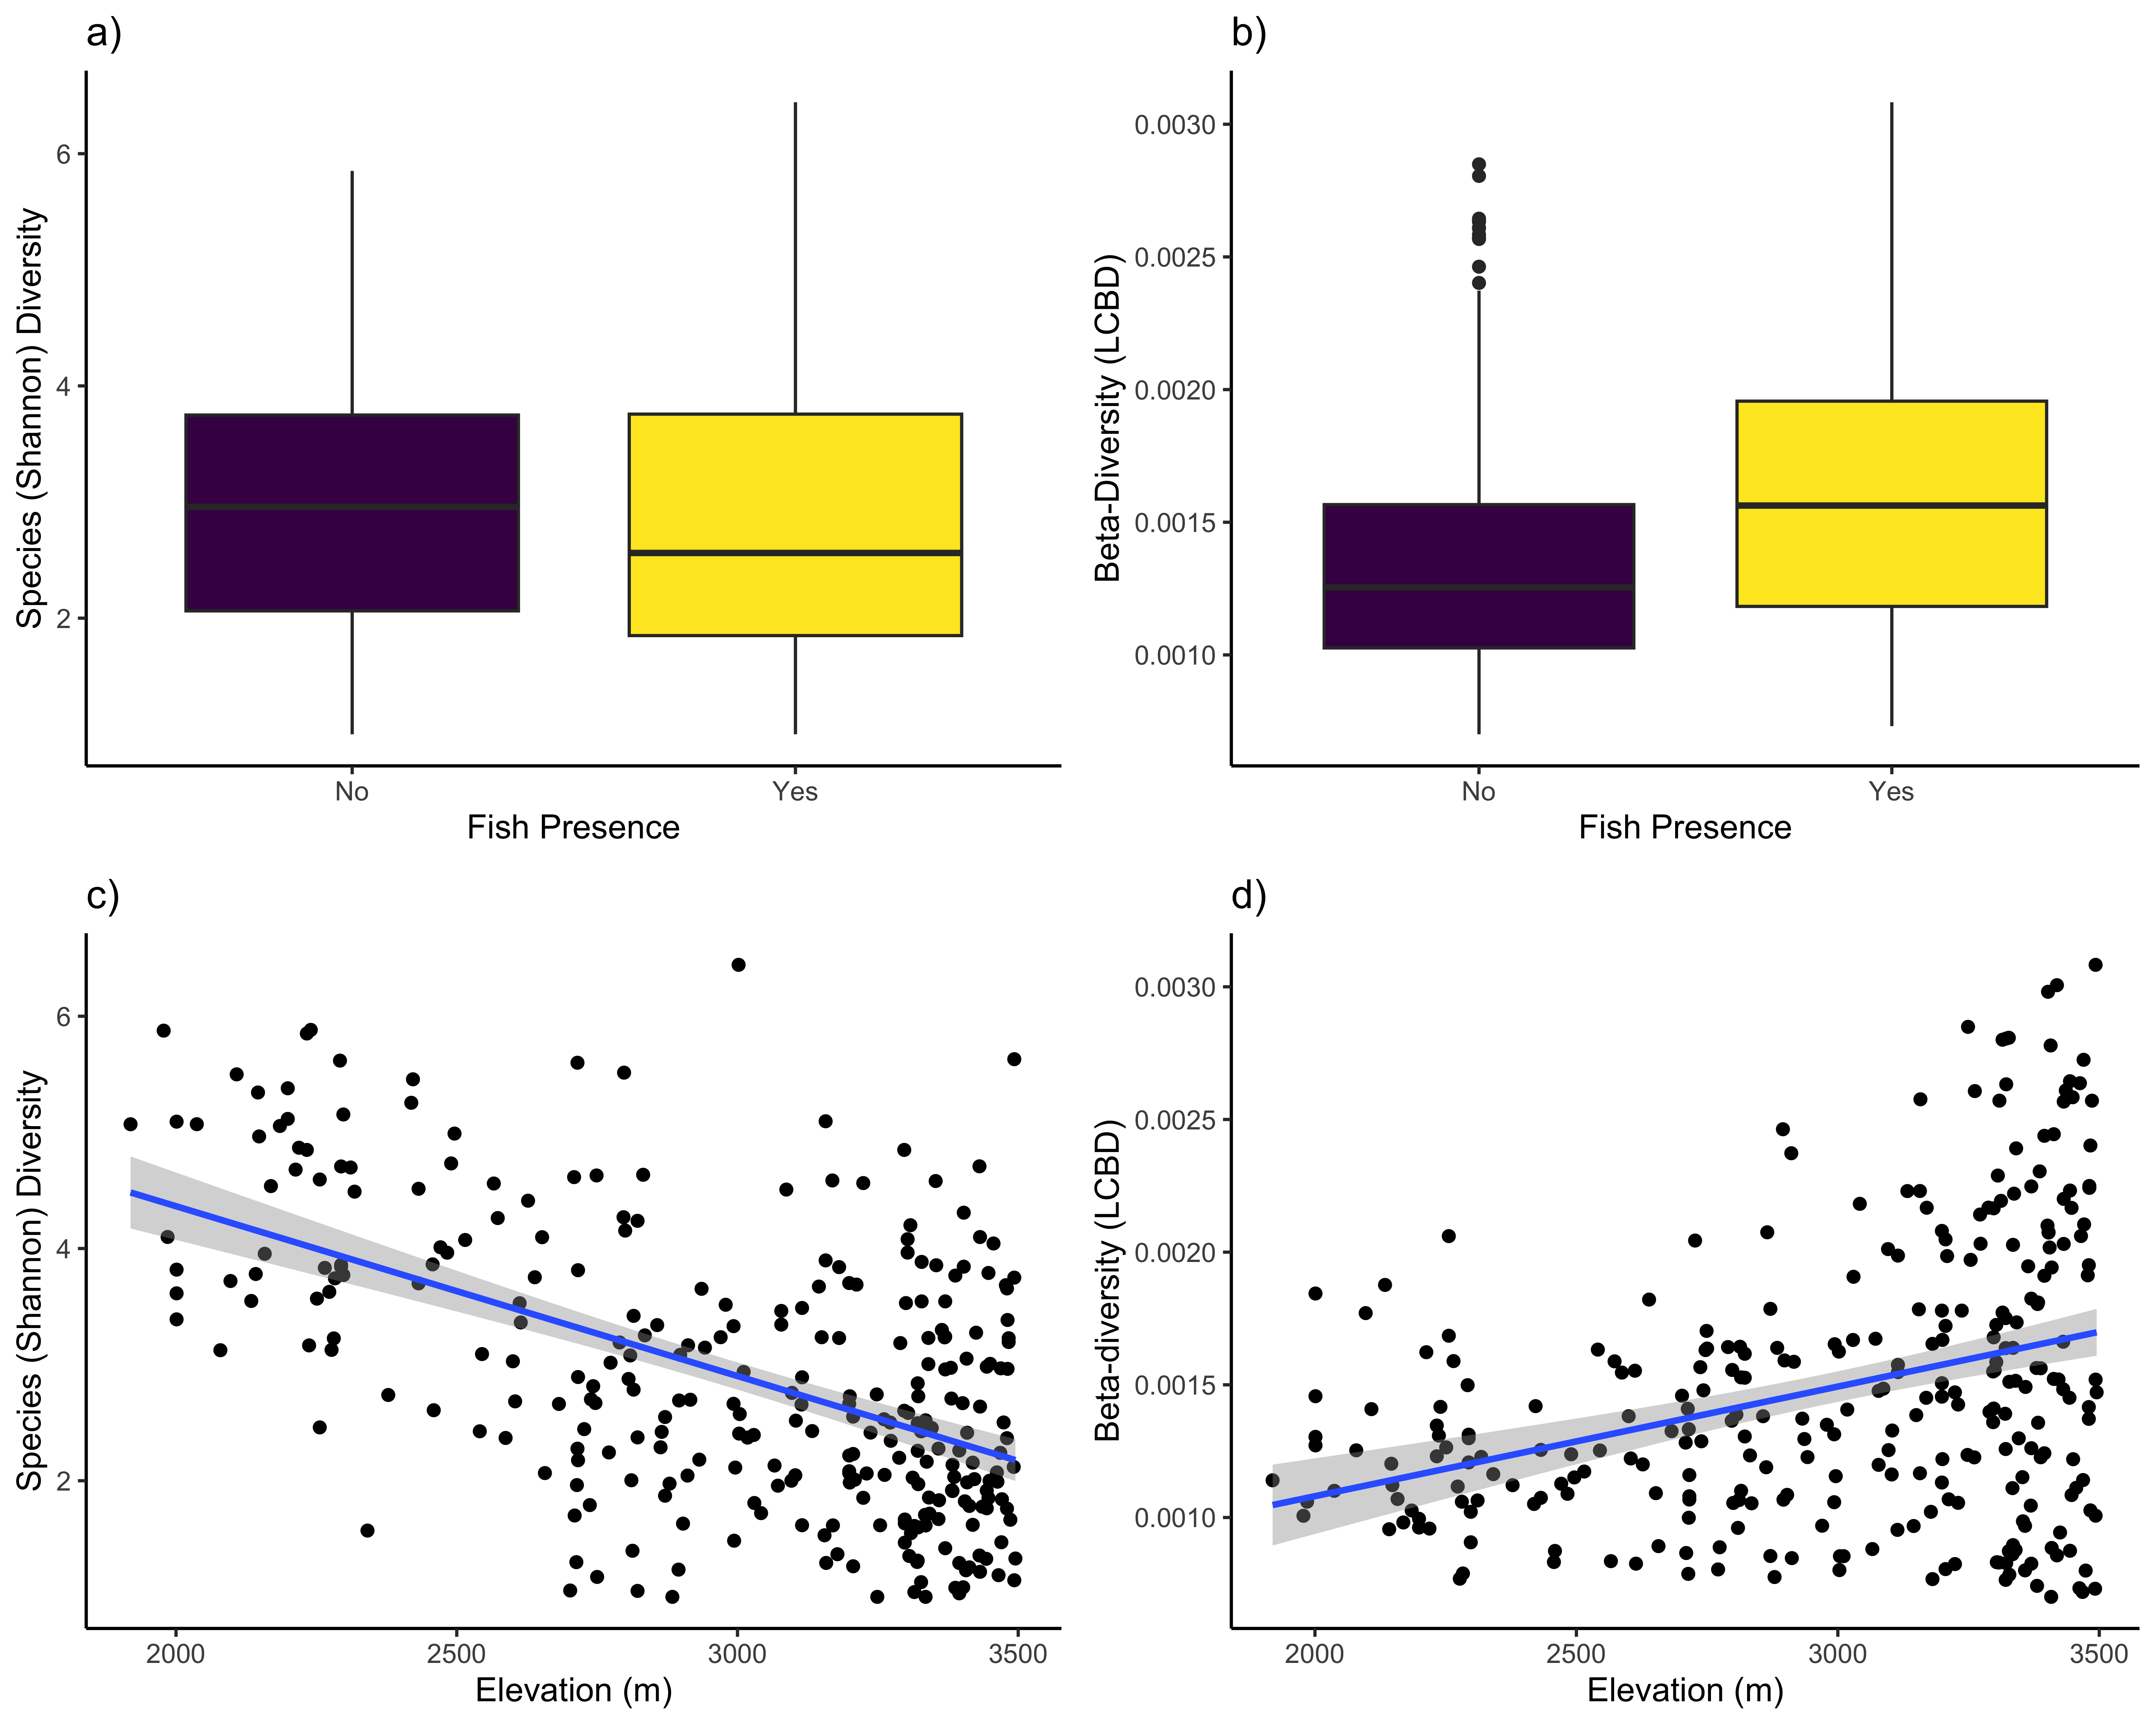 a)
Species (Shannon) Diversity
6
4
2
No
Yes
Fish Presence
b)
Beta-Diversity (LCBD)
0.0030
0.0025
0.0020
0.0015
0.0010
No
Yes
Fish Presence
c)
Species (Shannon) Diversity
6
4
2
2000
2500
3000
3500
Elevation (m)
d)
Beta-diversity (LCBD)
0.0030
0.0025
0.0020
0.0015
0.0010
2000
2500
3000
3500
Elevation (m)